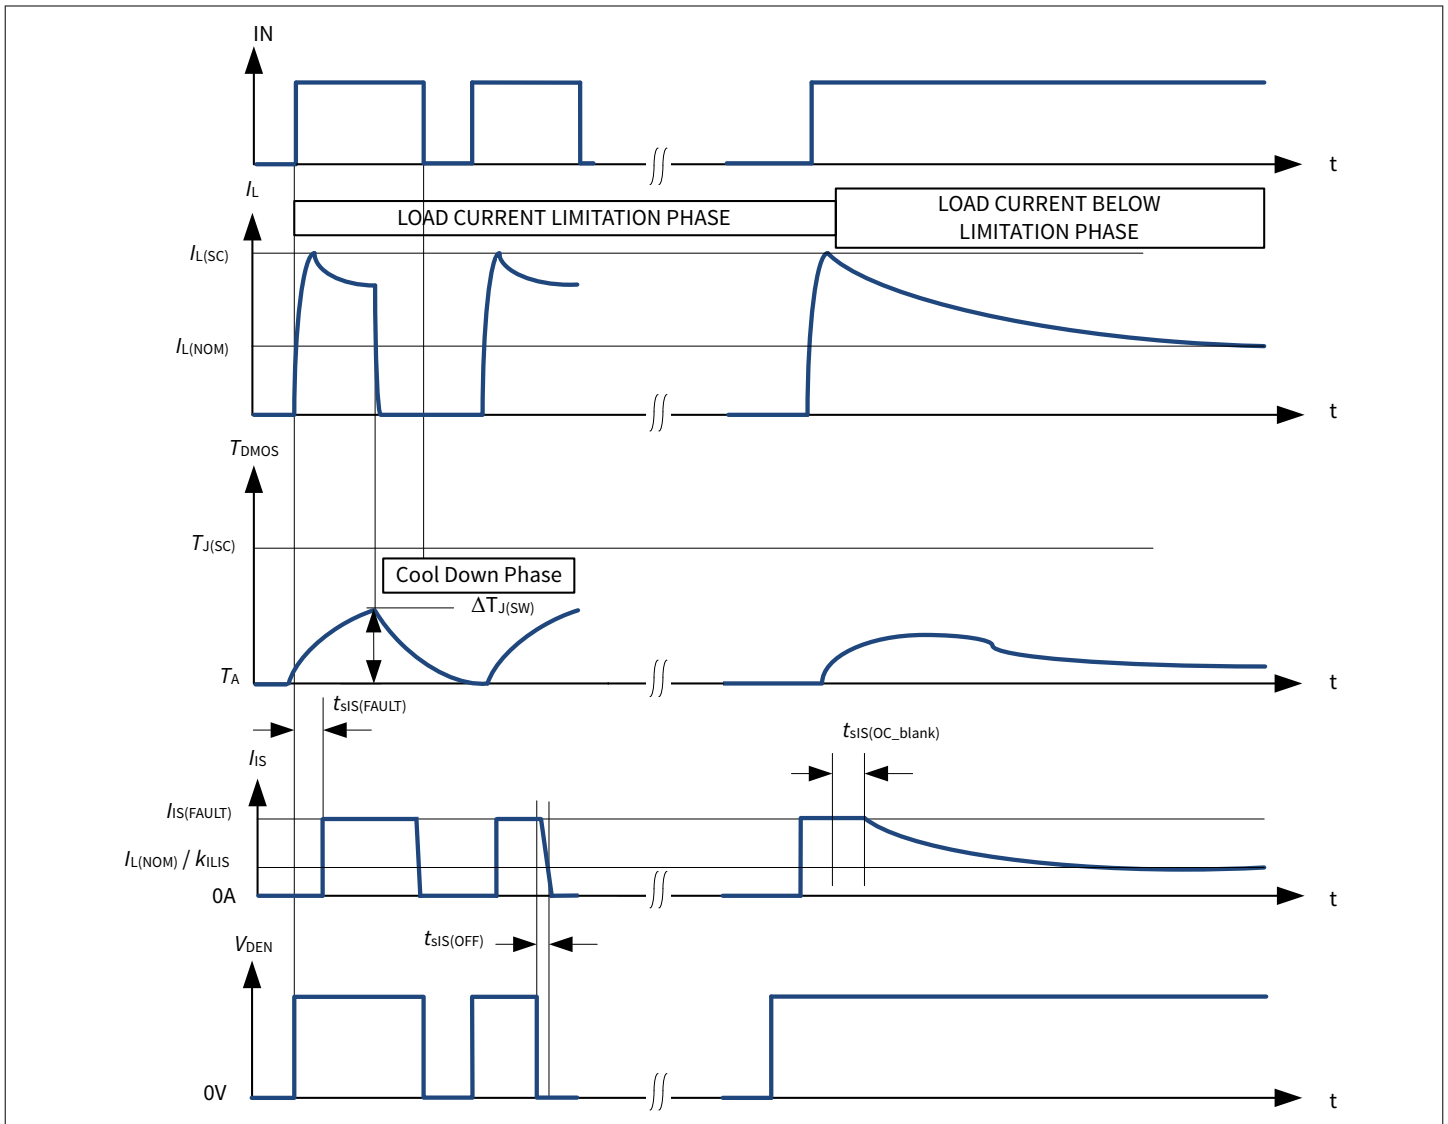 IN
t
IL
LOAD CURRENT LIMITATION PHASE
LOAD CURRENT BELOW
LIMITATION PHASE
IL(SC)
IL(NOM)
t
TDMOS
TJ(SC)
Cool Down Phase
ΔTJ(SW)
TA
t
tsIS(FAULT)
tsIS(OC_blank)
IIS
IIS(FAULT)
IL(NOM) / kILIS
0A
t
tsIS(OFF)
VDEN
0V
t